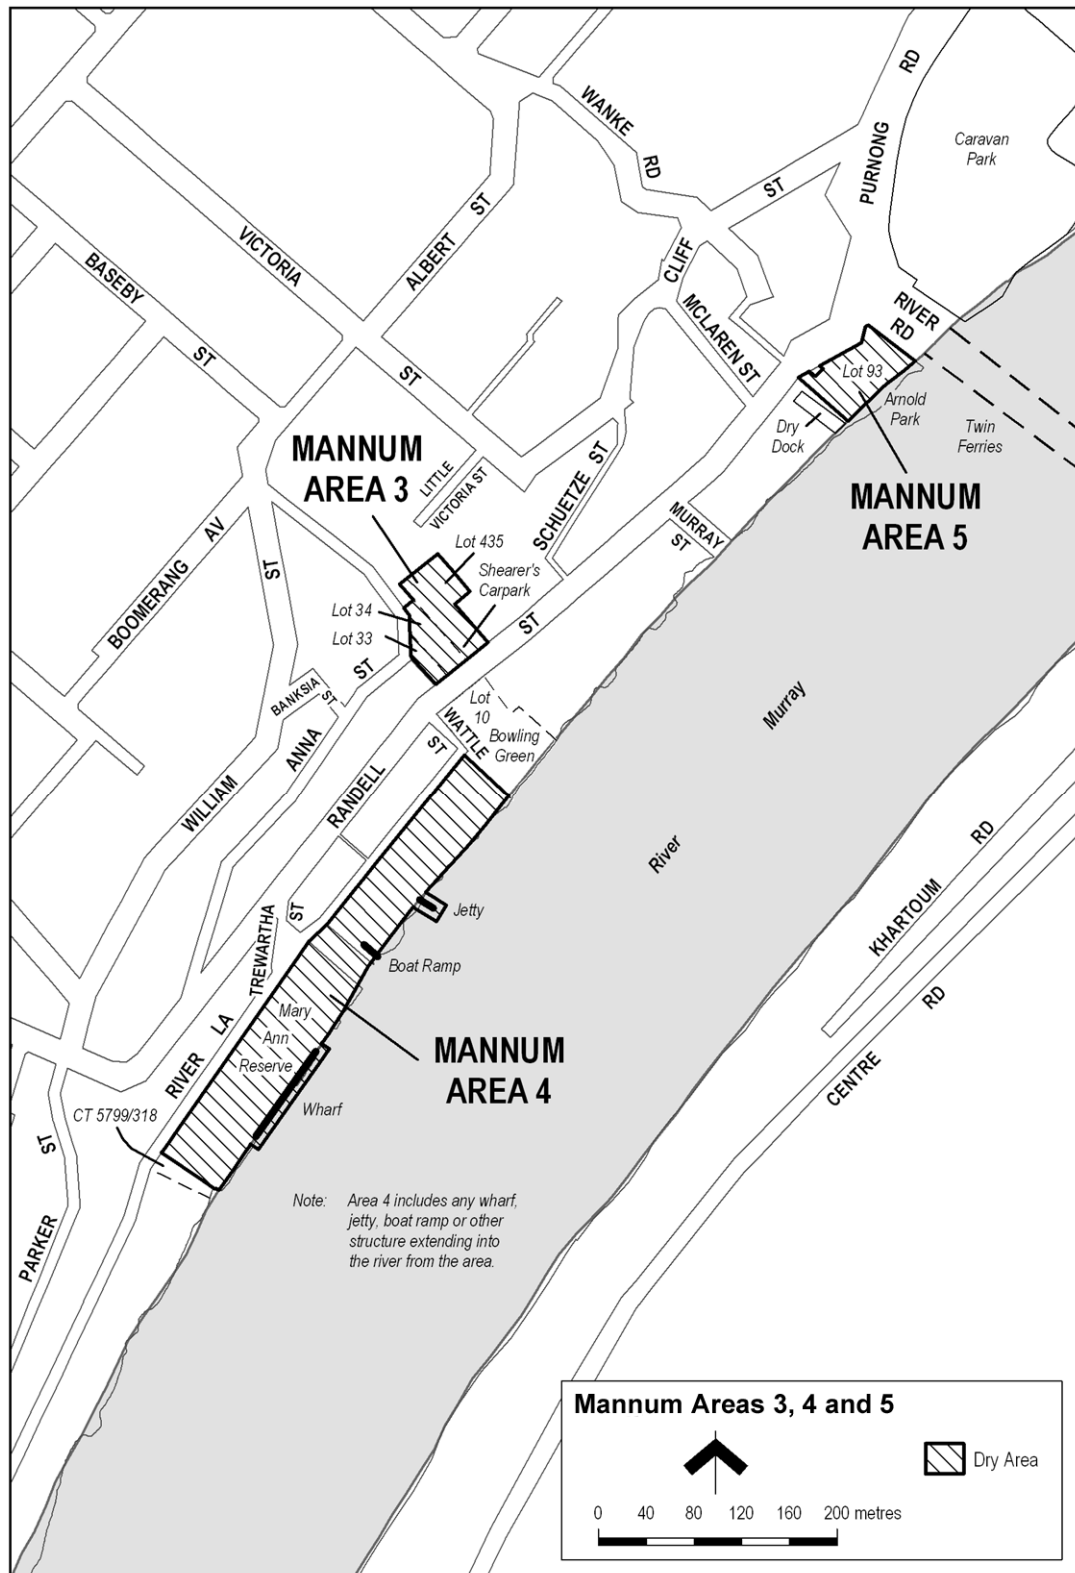 WANKE
RD
RD
PURNONG
Caravan
Park
ST
ALBERT
ST
VICTORIA
ST
BASEBY
ST
CLIFF
MCLAREN ST
RIVER
RD
Lot 93
Arnold
Park
Dry
Dock
Twin
Ferries
MANNUM
AREA 3
LITTLE
VICTORIA ST
SCHUETZE ST
MURRAY
ST
MANNUM
AREA 5
BOOMERANG AV
ST
Lot 435
Shearer's
Carpark
Lot 34
Lot 33
ST
ST
BANKSIA
ST
ANNA
WILLIAM
Lot
10
Bowling
Green
WATTLE
ST
RANDELL
Murray
River
KHARTOUM
RD
CENTRE
RD
Jetty
Boat Ramp
TREWARTHA
ST
LA
RIVER
Mary
Ann
Reserve
MANNUM
AREA 4
Wharf
CT 5799/318
ST
PARKER
Note: Area 4 includes any wharf,
jetty, boat ramp or other
structure extending into
the river from the area.
Mannum Areas 3, 4 and 5
Dry Area
0 40 80 120 160 200 metres